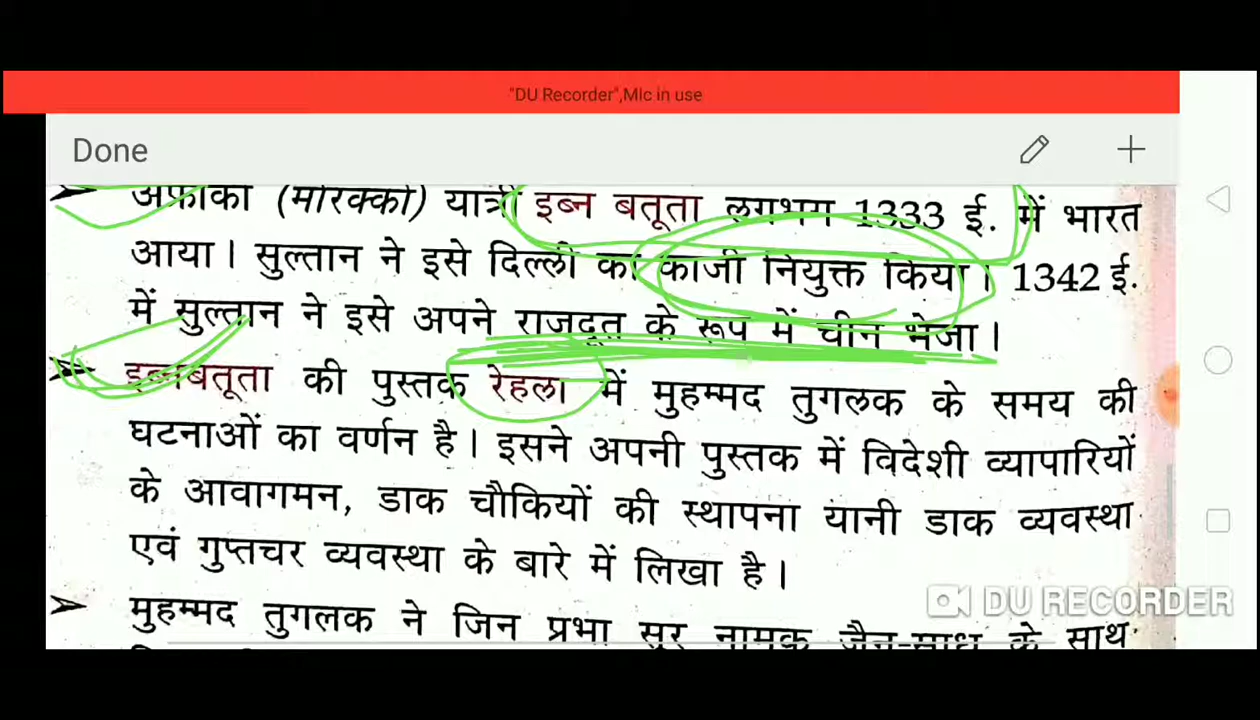 "DU Recorder",Mic in use
Done
अफ्रीका (मोरक्को) यात्री इब्न बतूता लगभग 1333 ई. में भारत
आया। सुल्तान ने इसे दिल्ली का काजी नियुक्त किया। 1342 ई.
में सुल्तान ने इसे अपने राजदूत के रूप में चीन भेजा।
इब्नबतूता की पुस्तक रेहला में मुहम्मद तुगलक के समय की
घटनाओं का वर्णन है। इसने अपनी पुस्तक में विदेशी व्यापारियों
के आवागमन, डाक चौकियों की स्थापना यानी डाक व्यवस्था
एवं गुप्तचर व्यवस्था के बारे में लिखा है।
DU RECORDER
मुहम्मद तुगलक ने जिन प्रभा सूर नामक जैन-साधु के साथ